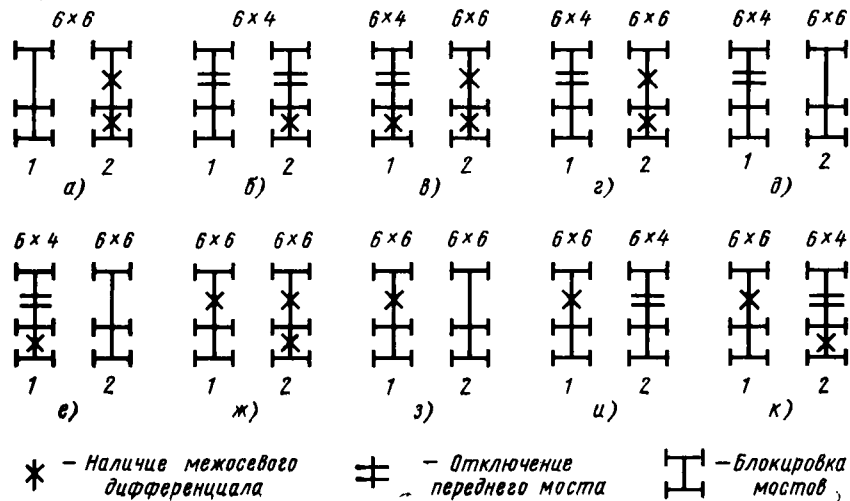 6×6 6×4 6×4 6×6 6×4 6×6 6×4 6×6
1 2 1 2 1 2 1 2 1 2
а) б) в) г) д)
6×4 6×6 6×6 6×6 6×6 6×6 6×6 6×4 6×6 6×4
1 2 1 2 1 2 1 2 1 2
е) ж) з) и) к)
— Наличие межосевого — Отключение — Блокировка
дифференциала переднего моста мостов